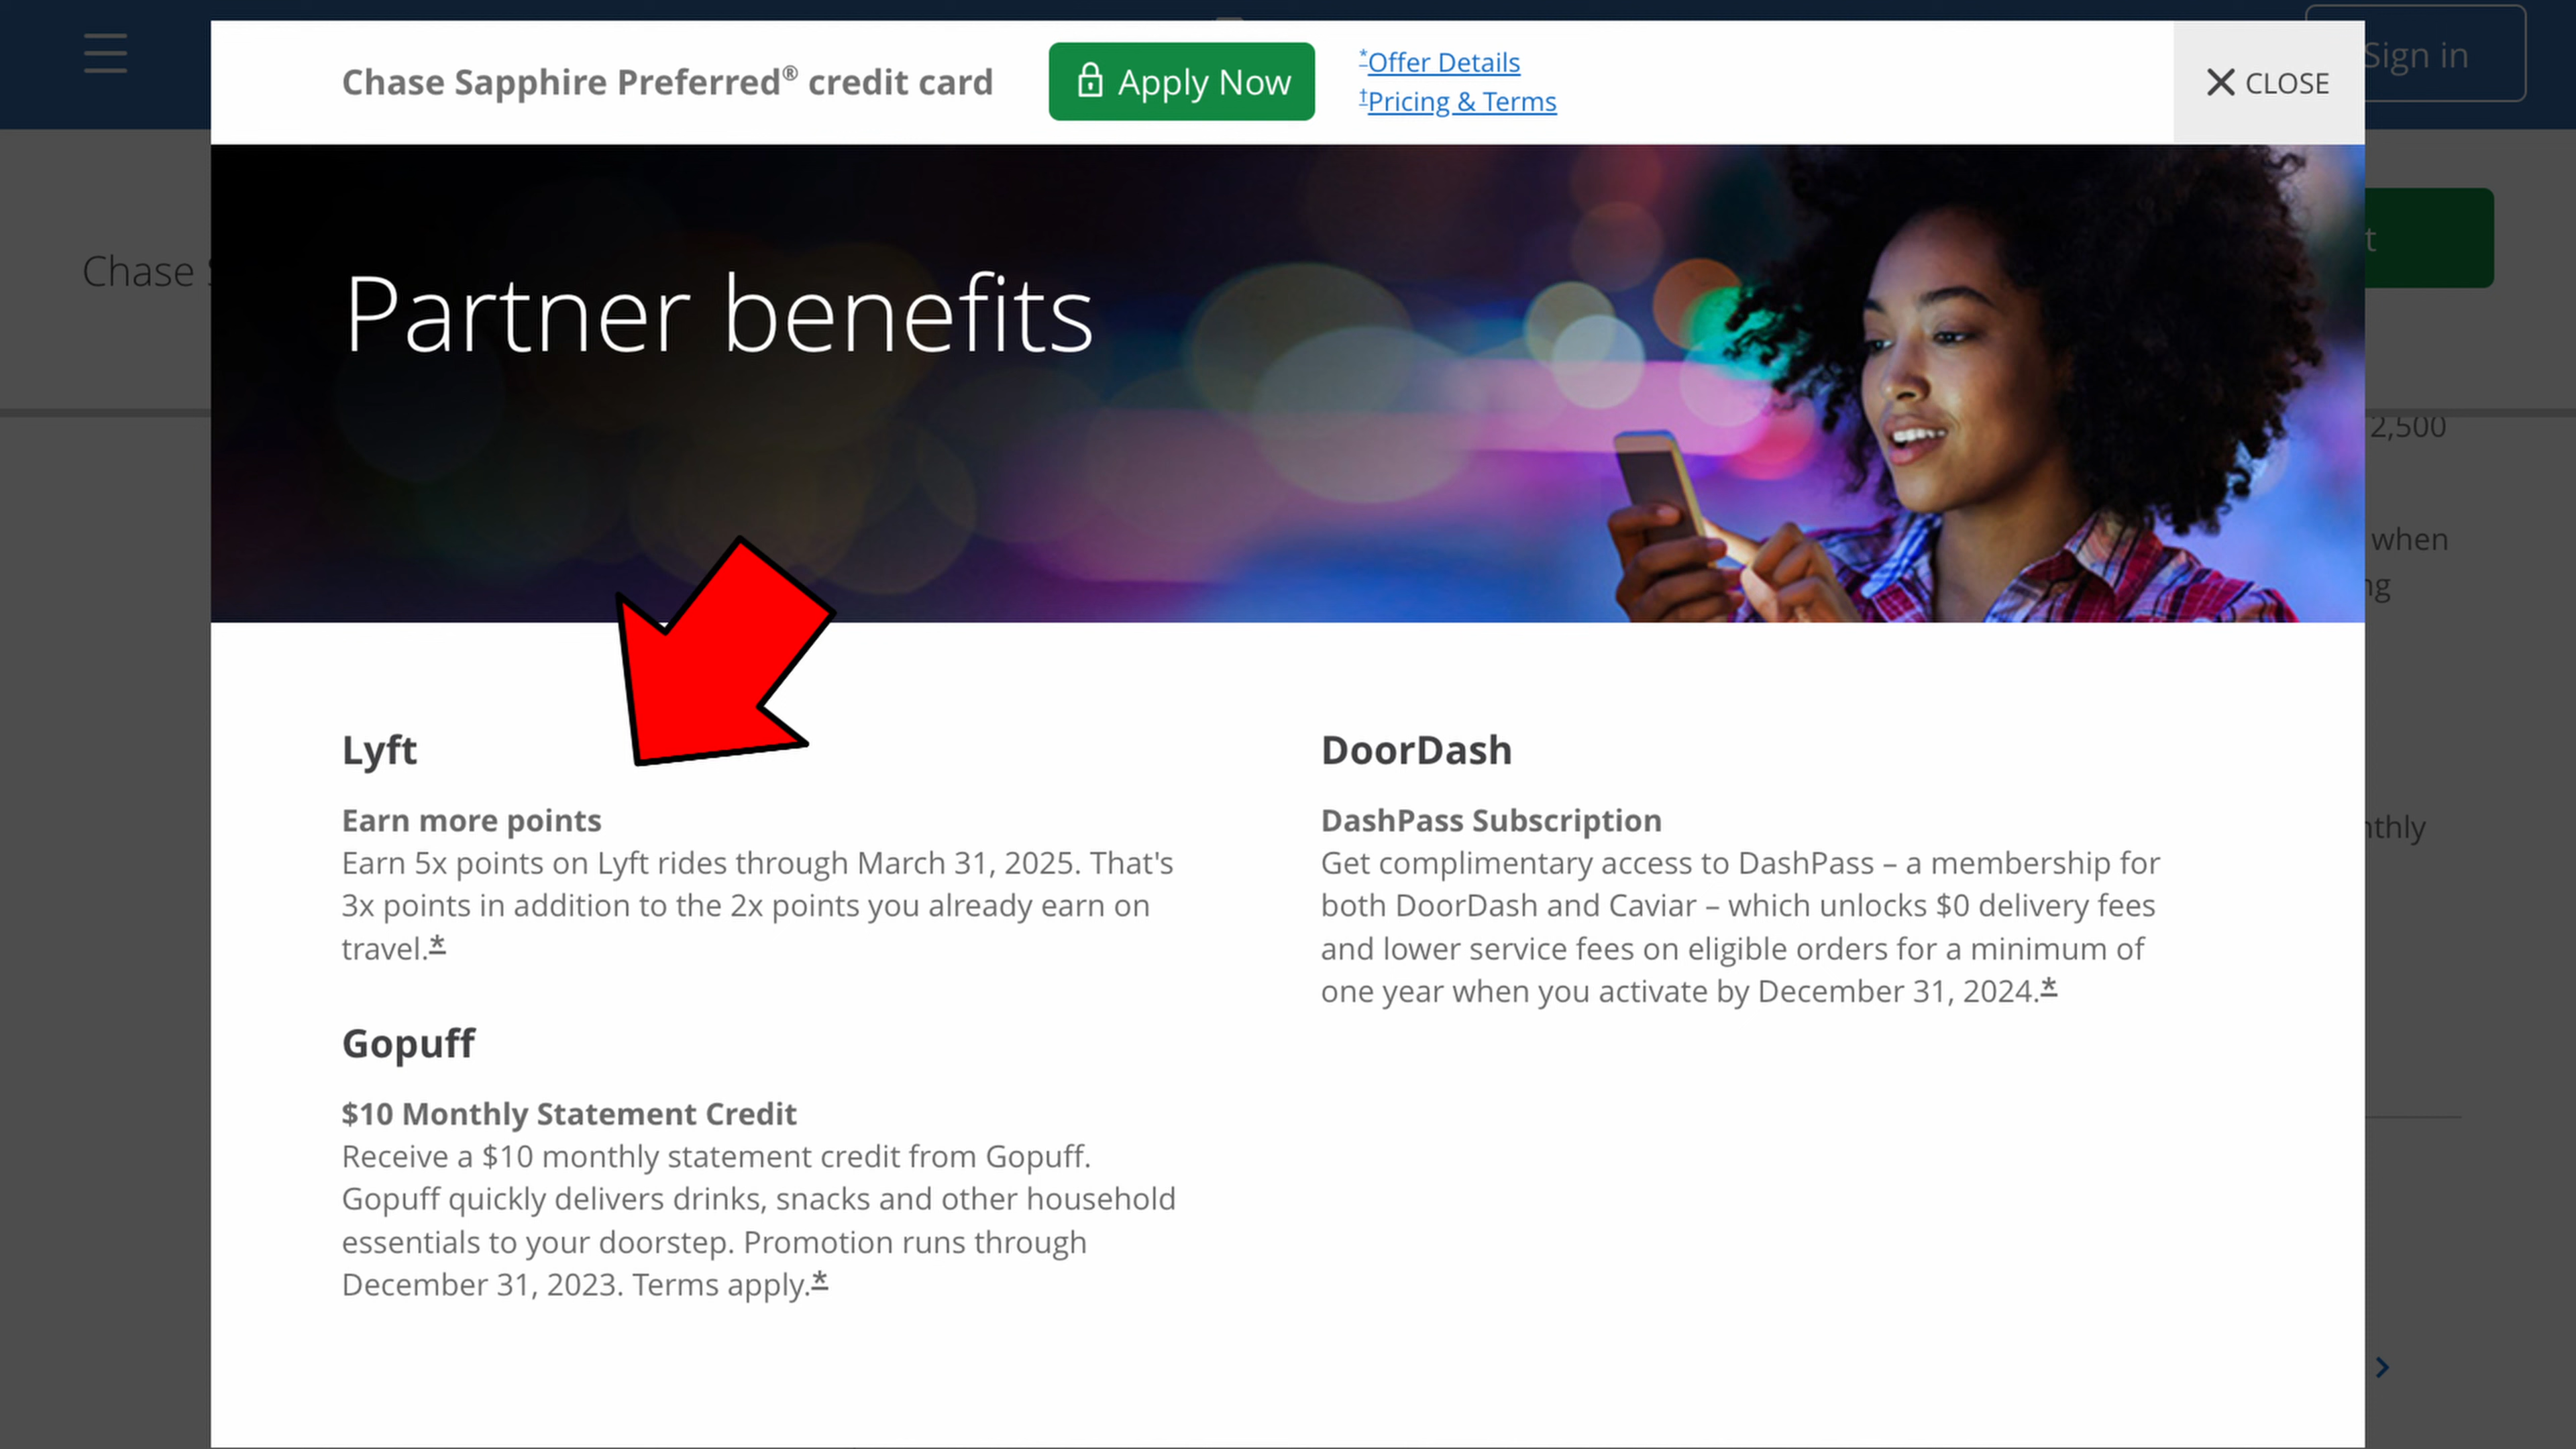 Sign in
Chase Sapphire Preferred® credit card
Apply Now
*Offer Details
†Pricing & Terms
CLOSE
Chase
Partner benefits
2,500
when
Lyft
Earn more points
Earn 5x points on Lyft rides through March 31, 2025. That's
3x points in addition to the 2x points you already earn on
travel.*
Gopuff
$10 Monthly Statement Credit
Receive a $10 monthly statement credit from Gopuff.
Gopuff quickly delivers drinks, snacks and other household
essentials to your doorstep. Promotion runs through
December 31, 2023. Terms apply.*
DoorDash
DashPass Subscription
Get complimentary access to DashPass – a membership for
both DoorDash and Caviar – which unlocks $0 delivery fees
and lower service fees on eligible orders for a minimum of
one year when you activate by December 31, 2024.*